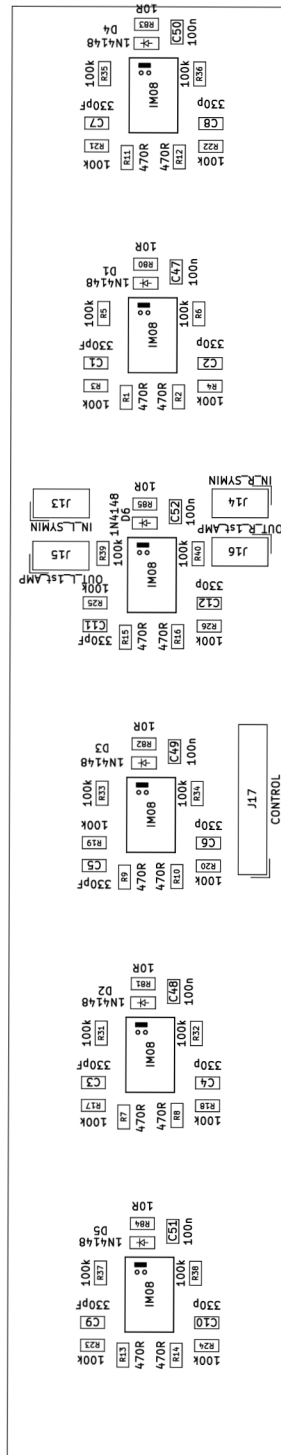 10R
D4 R83 C50
1N4148 100n
100k R35 IM08 R36 100k
330pF 330p
C7 C8
R21 R22
100k R11 470R 470R R12 100k
10R
D1 R80 C47
1N4148 100n
100k R5 IM08 R6 100k
330pF 330p
C1 C2
R3 R4
100k R1 470R 470R R2 100k
J13 10R J14
IN_L_SYMIN 1N4148 D6 R85 C52 100n IN_R_SYMIN
J15 J16
OUT_L_1st_AMP R39 100k IM08 R40 100k OUT_R_1st_AMP
100k 330p
R25 C12
C11 R26
330pF R15 470R 470R R16 100k
10R
D3 R82 C49
1N4148 100n
100k R33 IM08 R34 100k
J17 CONTROL
100k 330p
R19 C6
C5 R20
330pF R9 470R 470R R10 100k
10R
D2 R81 C48
1N4148 100n
100k R31 IM08 R32 100k
330pF 330p
C3 C4
R17 R18
100k R7 470R 470R R8 100k
10R
D5 R84 C51
1N4148 100n
100k R37 IM08 R38 100k
330pF 330p
C9 C10
R23 R24
100k R13 470R 470R R14 100k